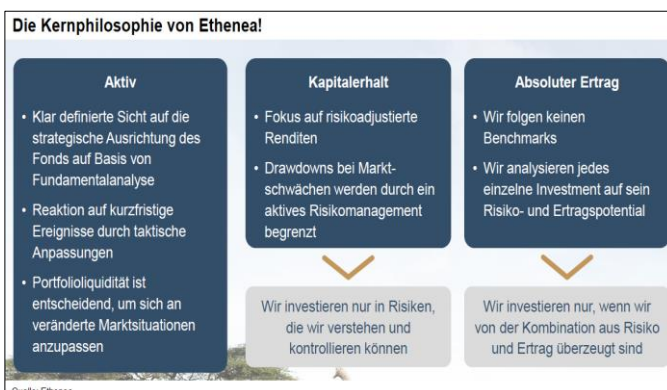 Die Kernphilosophie von Ethenea!
Aktiv
• Klar definierte Sicht auf die
strategische Ausrichtung des
Fonds auf Basis von
Fundamentalanalyse
• Reaktion auf kurzfristige
Ereignisse durch taktische
Anpassungen
• Portfolioliquidität ist
entscheidend, um sich an
veränderte Marktsituationen
anzupassen
Kapitalerhalt
• Fokus auf risikoadjustierte
Renditen
• Drawdowns bei Markt-
schwächen werden durch ein
aktives Risikomanagement
begrenzt
Wir investieren nur in Risiken,
die wir verstehen und
kontrollieren können
Absoluter Ertrag
• Wir folgen keinen
Benchmarks
• Wir analysieren jedes
einzelne Investment auf sein
Risiko- und Ertragspotential
Wir investieren nur, wenn wir
von der Kombination aus Risiko
und Ertrag überzeugt sind
Quelle: Ethenea